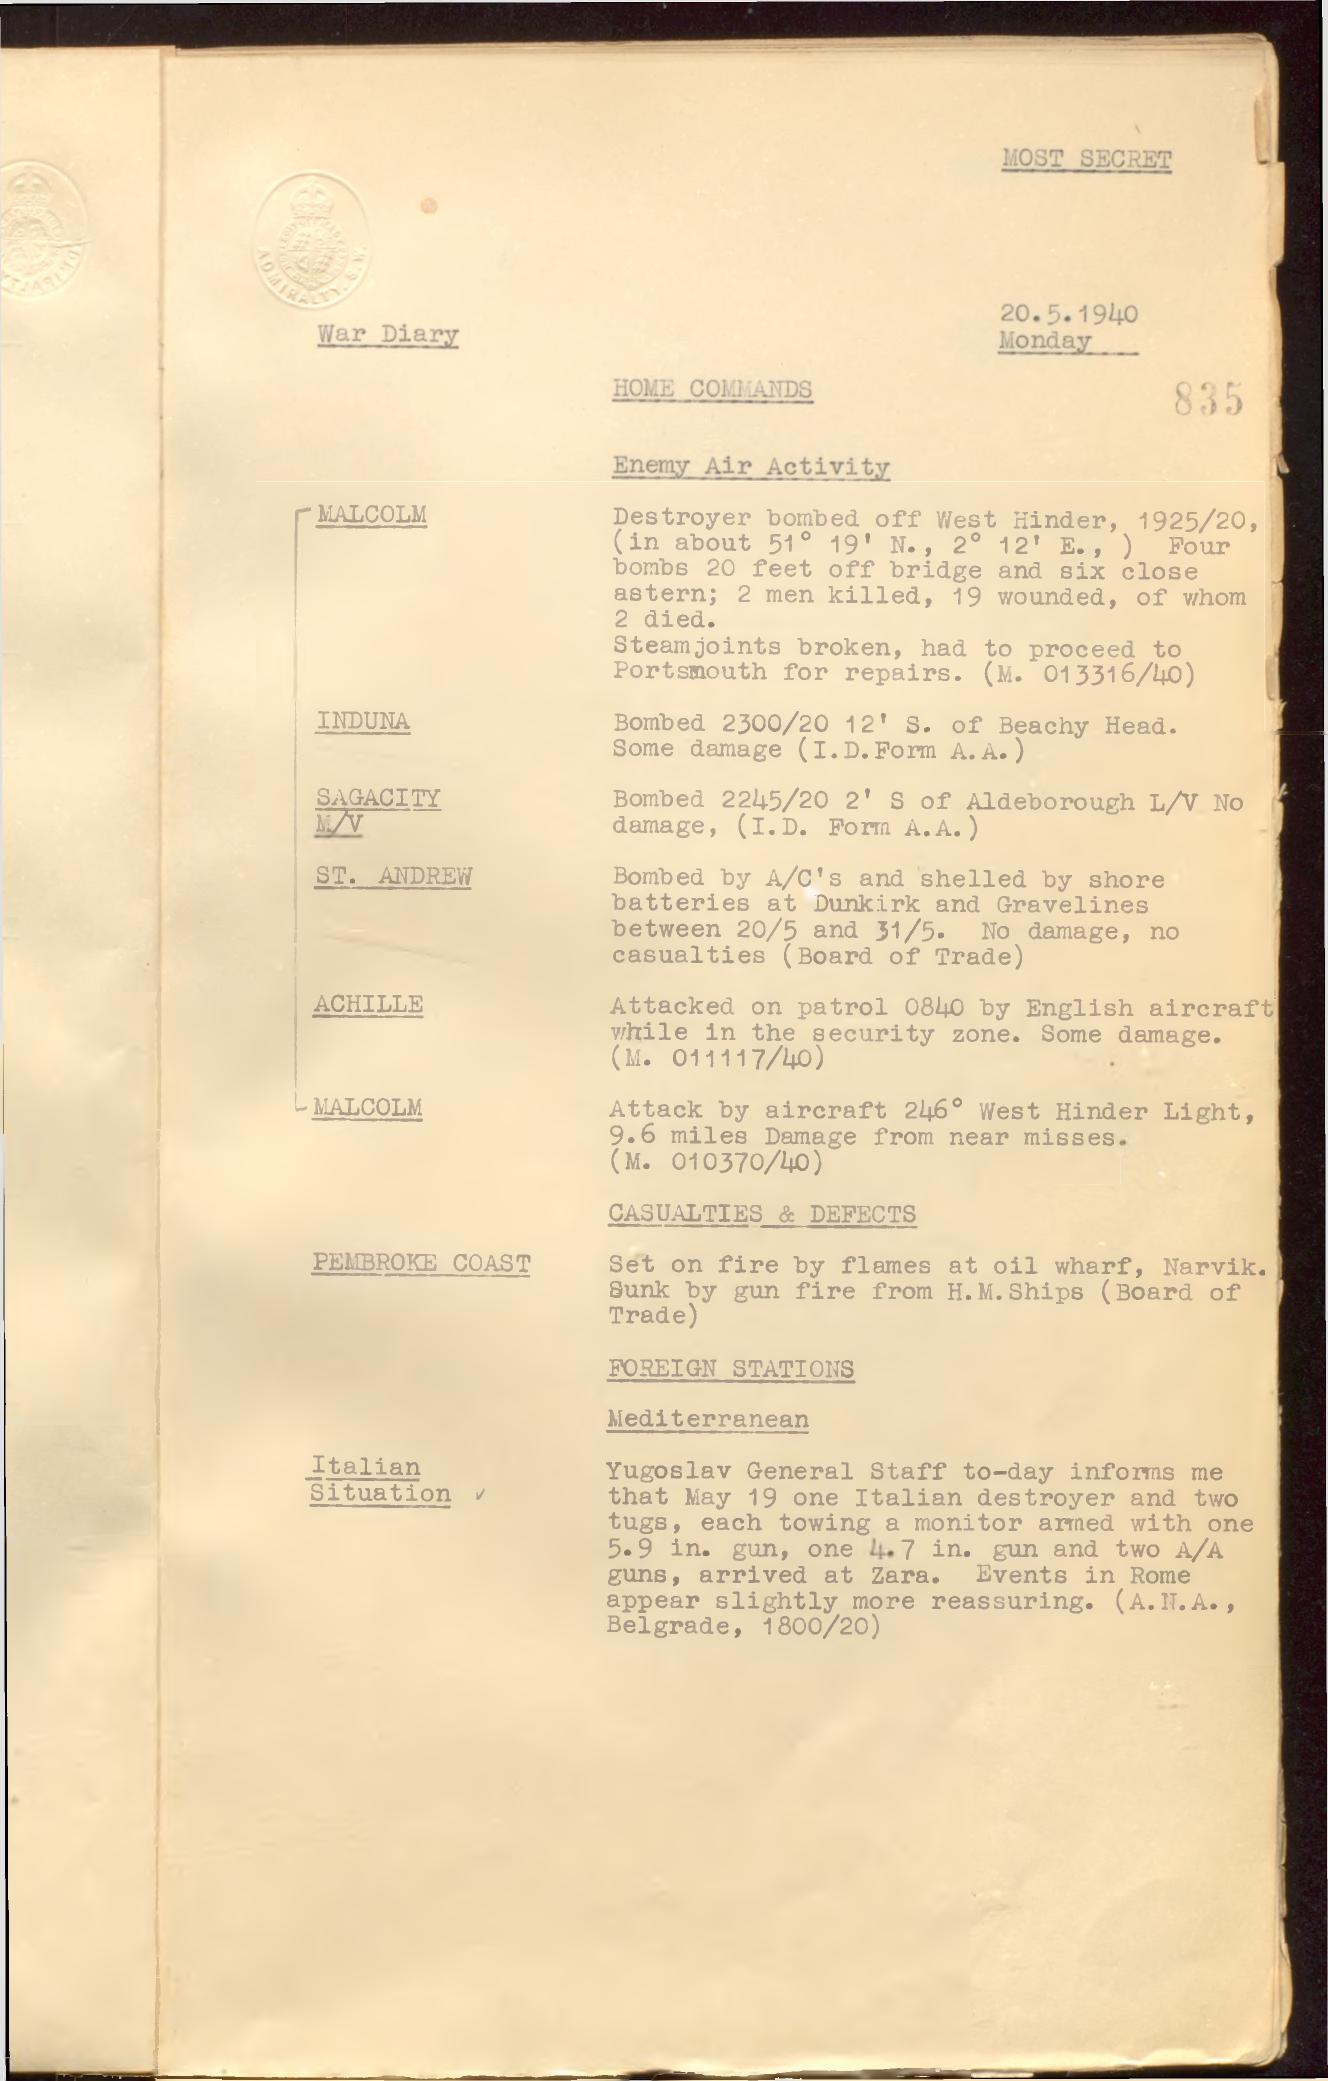 MOST SECRET
ADMIRALTY. S.W.
War Diary
20.5.1940
Monday
HOME COMMANDS
835
Enemy Air Activity
MALCOLM
Destroyer bombed off West Hinder, 1925/20,
(in about 51° 19' N., 2° 12' E., ) Four
bombs 20 feet off bridge and six close
astern; 2 men killed, 19 wounded, of whom
2 died.
Steamjoints broken, had to proceed to
Portsmouth for repairs. (M. 013316/40)
INDUNA
Bombed 2300/20 12' S. of Beachy Head.
Some damage (I.D.Form A.A.)
SAGACITY
M/V
Bombed 2245/20 2' S of Aldeborough L/V No
damage, (I.D. Form A.A.)
ST. ANDREW
Bombed by A/C's and shelled by shore
batteries at Dunkirk and Gravelines
between 20/5 and 31/5. No damage, no
casualties (Board of Trade)
ACHILLE
Attacked on patrol 0840 by English aircraft
while in the security zone. Some damage.
(M. 011117/40)
MALCOLM
Attack by aircraft 246° West Hinder Light,
9.6 miles Damage from near misses.
(M. 010370/40)
CASUALTIES & DEFECTS
PEMBROKE COAST
Set on fire by flames at oil wharf, Narvik.
Sunk by gun fire from H.M.Ships (Board of
Trade)
FOREIGN STATIONS
Mediterranean
Italian
Situation ✓
Yugoslav General Staff to-day informs me
that May 19 one Italian destroyer and two
tugs, each towing a monitor armed with one
5.9 in. gun, one 4.7 in. gun and two A/A
guns, arrived at Zara. Events in Rome
appear slightly more reassuring. (A.N.A.,
Belgrade, 1800/20)